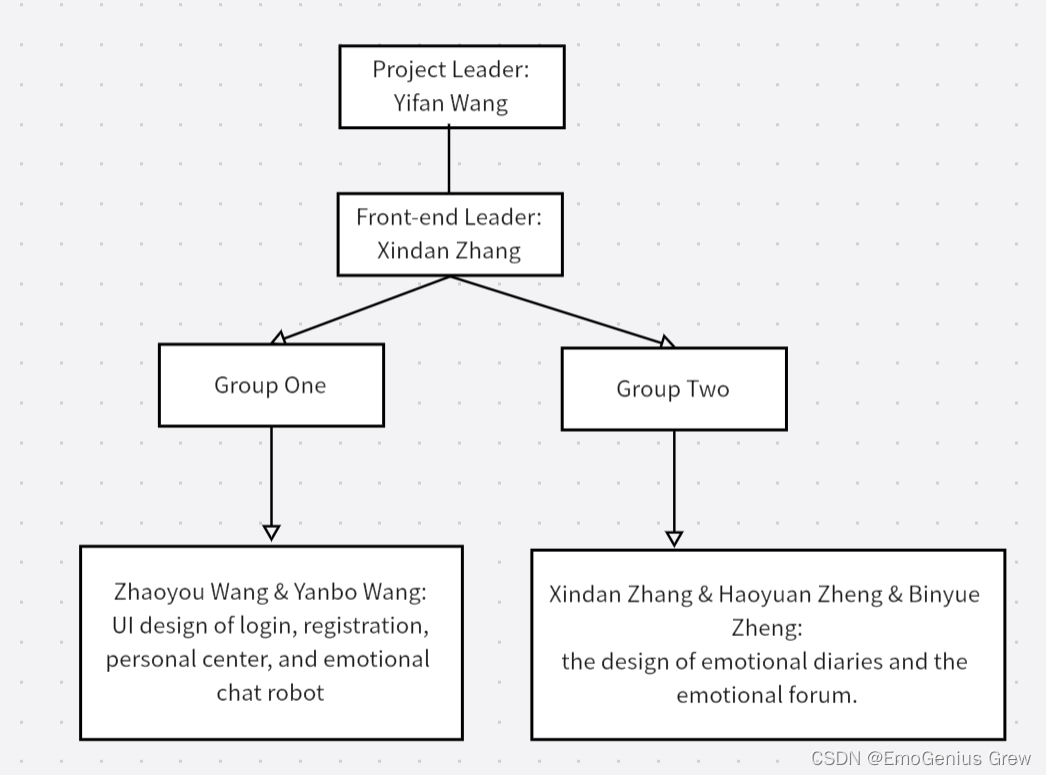 Project Leader:
Yifan Wang
Front-end Leader:
Xindan Zhang
Group One
Group Two
Zhaoyou Wang & Yanbo Wang:
UI design of login, registration,
personal center, and emotional
chat robot
Xindan Zhang & Haoyuan Zheng & Binyue
Zheng:
the design of emotional diaries and the
emotional forum.
CSDN @EmoGenius Grew